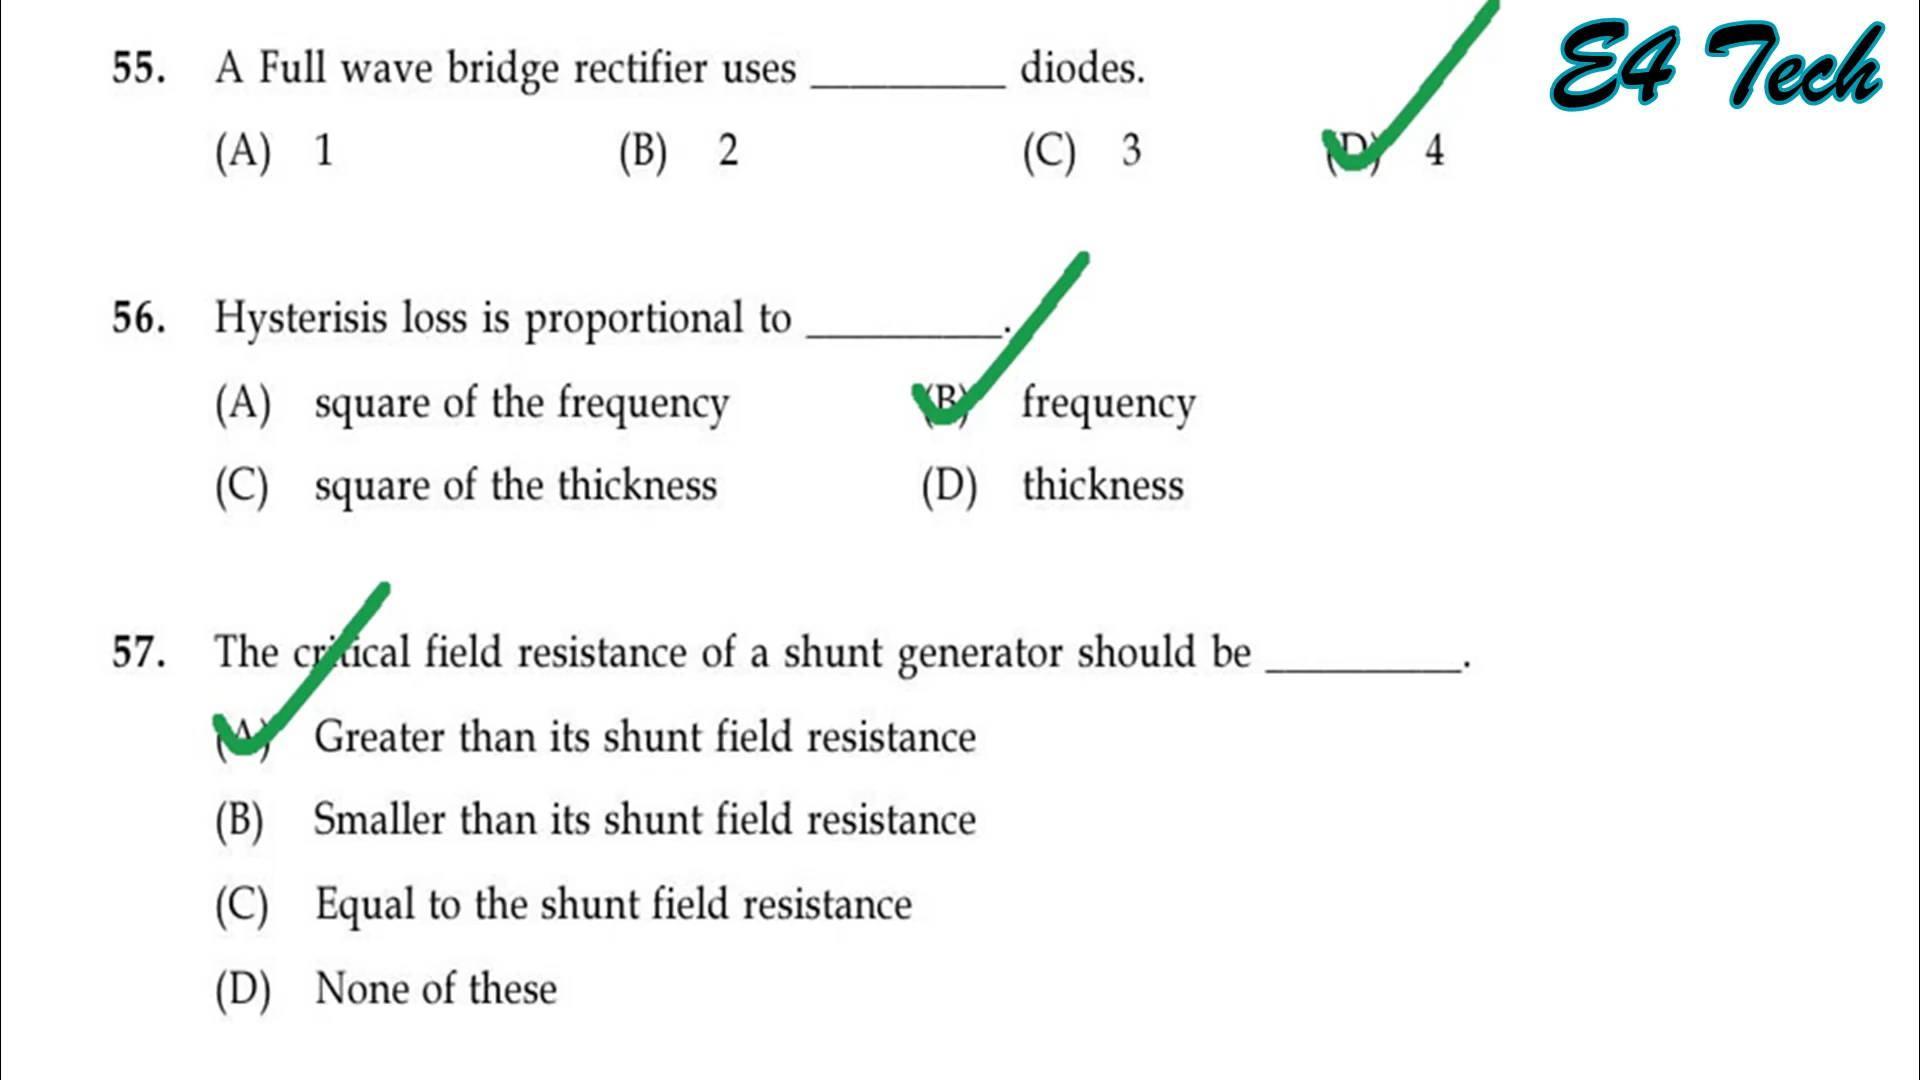 E4 Tech
55. A Full wave bridge rectifier uses _________ diodes.
(A) 1 (B) 2 (C) 3 (D) 4
56. Hysterisis loss is proportional to _________.
(A) square of the frequency (B) frequency
(C) square of the thickness (D) thickness
57. The critical field resistance of a shunt generator should be _________.
(A) Greater than its shunt field resistance
(B) Smaller than its shunt field resistance
(C) Equal to the shunt field resistance
(D) None of these